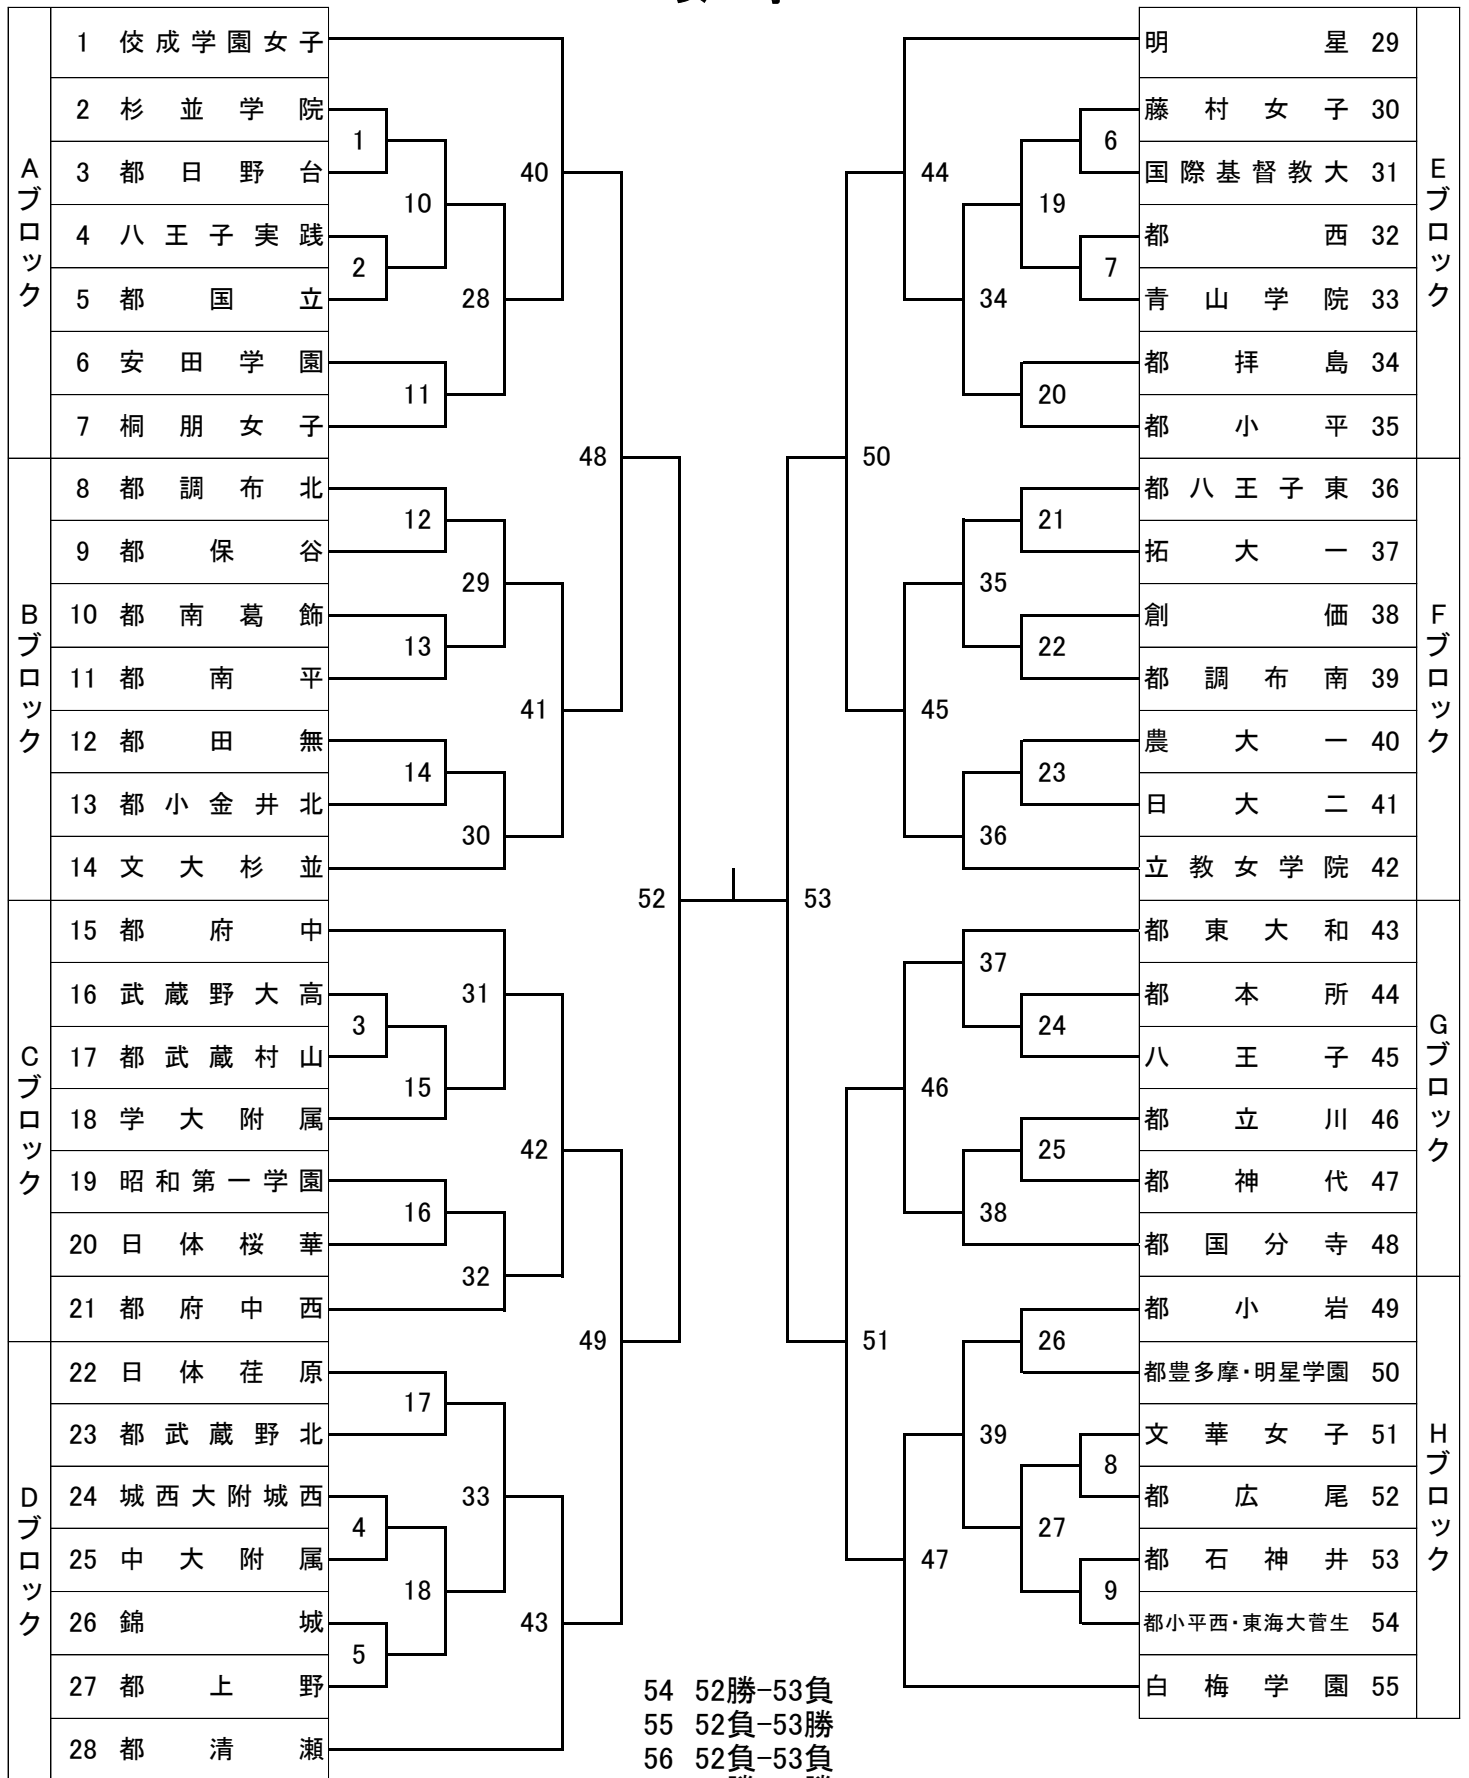 Aブロック
1 佼成学園女子
2 杉並学院
3 都日野台
4 八王子実践
5 都国立
6 安田学園
7 桐朋女子
Bブロック
8 都調布北
9 都保谷
10 都南葛飾
11 都南平
12 都田無
13 都小金井北
14 文大杉並
Cブロック
15 都府中
16 武蔵野大高
17 都武蔵村山
18 学大附属
19 昭和第一学園
20 日体桜華
21 都府中西
Dブロック
22 日体荏原
23 都武蔵野北
24 城西大附城西
25 中大附属
26 錦城
27 都上野
28 都清瀬
1
2
3
4
5
10
11
12
13
14
15
16
17
18
28
29
30
31
32
33
40
41
42
43
48
49
52
53
50
51
44
45
46
47
34
35
36
37
38
39
19
20
21
22
23
24
25
26
27
6
7
8
9
Eブロック
明星 29
藤村女子 30
国際基督教大 31
都西 32
青山学院 33
都拝島 34
都小平 35
Fブロック
都八王子東 36
拓大一 37
創価 38
都調布南 39
農大一 40
日大二 41
立教女学院 42
Gブロック
都東大和 43
都本所 44
八王子 45
都立川 46
都神代 47
都国分寺 48
Hブロック
都小岩 49
都豊多摩・明星学園 50
文華女子 51
都広尾 52
都石神井 53
都小平西・東海大菅生 54
白梅学園 55
54 52勝-53負
55 52負-53勝
56 52負-53負